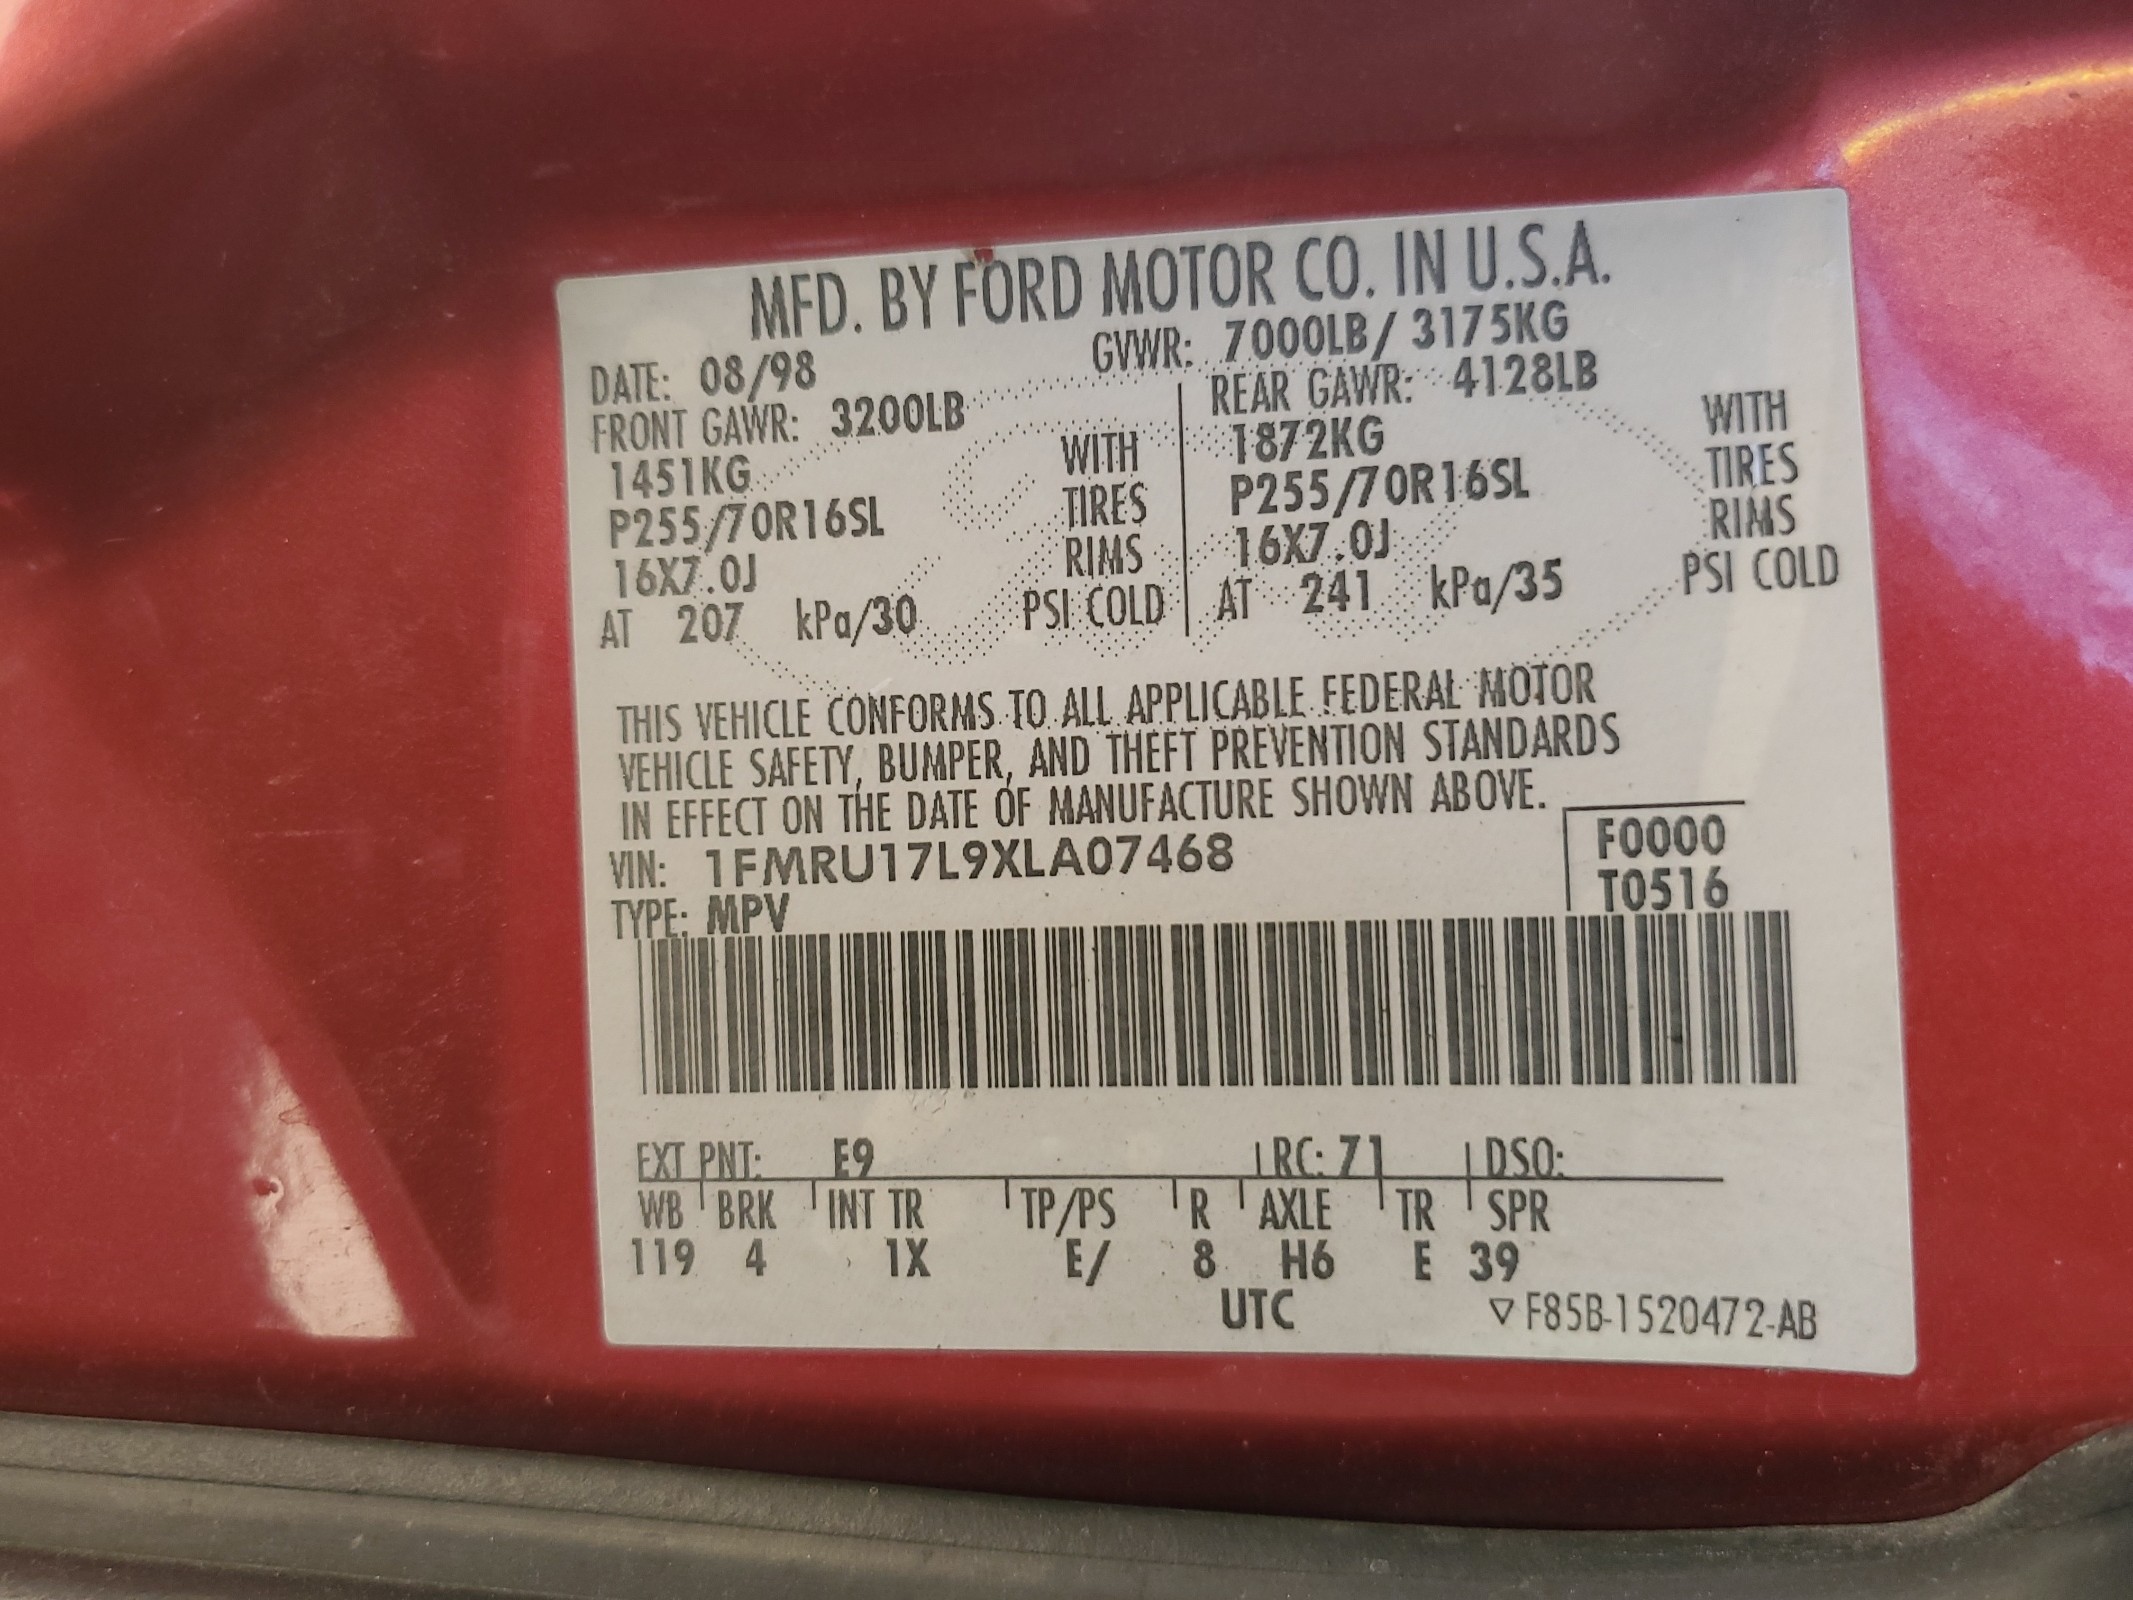 MFD. BY FORD MOTOR CO. IN U.S.A.
DATE: 08/98 GVWR: 7000LB/ 3175KG
FRONT GAWR: 3200LB REAR GAWR: 4128LB
1451KG WITH 1872KG WITH
P255/70R16SL TIRES P255/70R16SL TIRES
16X7.0J RIMS 16X7.0J RIMS
AT 207 kPa/30 PSI COLD AT 241 kPa/35 PSI COLD
THIS VEHICLE CONFORMS TO ALL APPLICABLE FEDERAL MOTOR
VEHICLE SAFETY, BUMPER, AND THEFT PREVENTION STANDARDS
IN EFFECT ON THE DATE OF MANUFACTURE SHOWN ABOVE.
VIN: 1FMRU17L9XLA07468 F0000
TYPE: MPV T0516
EXT PNT: E9 RC: 71 DSO:
WB BRK INT TR TP/PS R AXLE TR SPR
119 4 1X E/ 8 H6 E 39
UTC ▽ F85B-1520472-AB